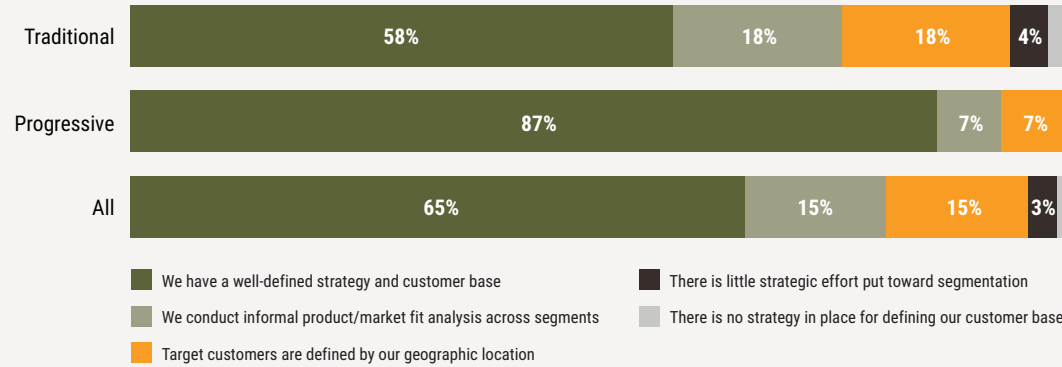 Traditional 58% 18% 18% 4%
Progressive 87% 7% 7%
All 65% 15% 15% 3%
We have a well-defined strategy and customer base
We conduct informal product/market fit analysis across segments
Target customers are defined by our geographic location
There is little strategic effort put toward segmentation
There is no strategy in place for defining our customer base